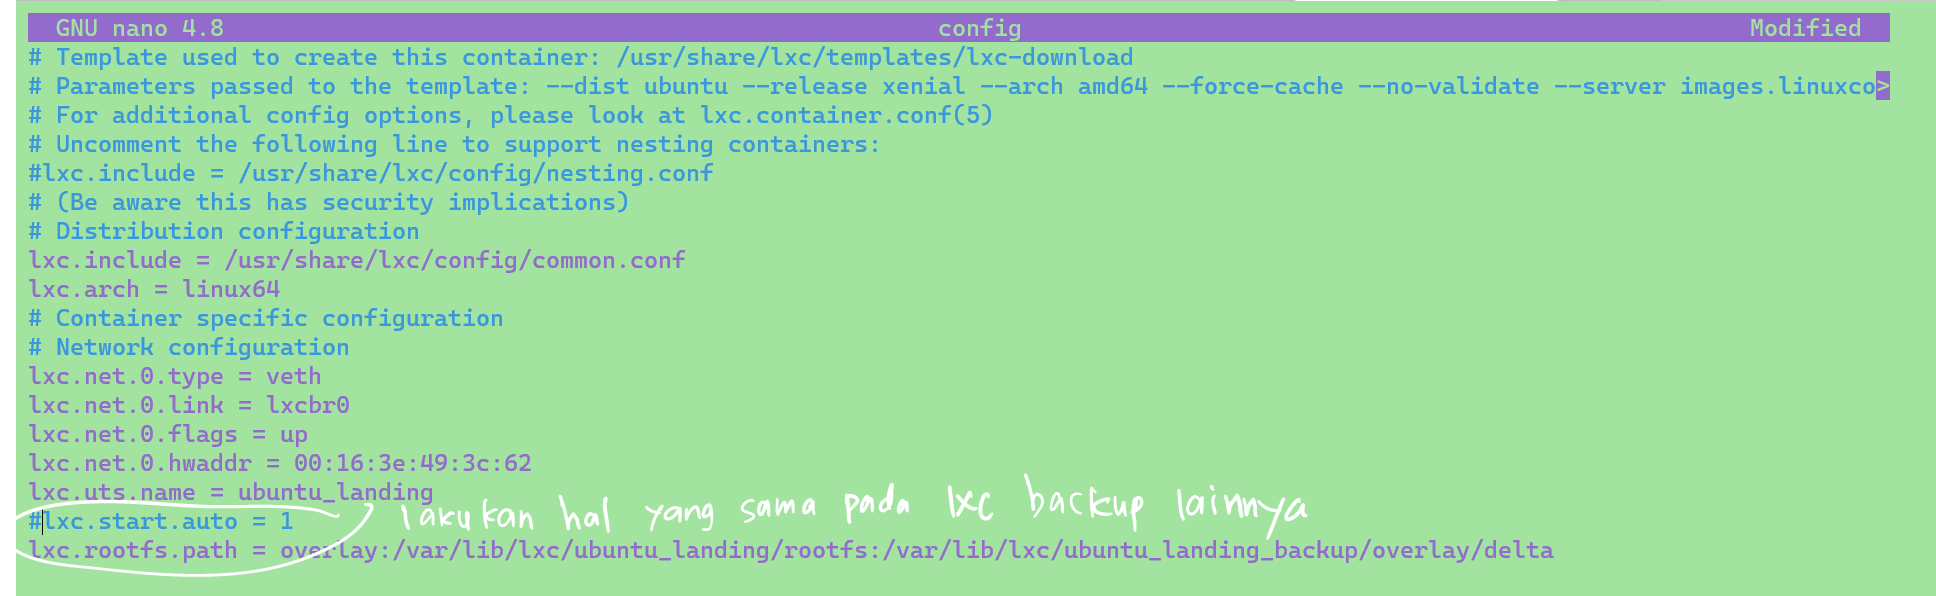 GNU nano 4.8 config Modified
# Template used to create this container: /usr/share/lxc/templates/lxc-download
# Parameters passed to the template: --dist ubuntu --release xenial --arch amd64 --force-cache --no-validate --server images.linuxco>
# For additional config options, please look at lxc.container.conf(5)
# Uncomment the following line to support nesting containers:
#lxc.include = /usr/share/lxc/config/nesting.conf
# (Be aware this has security implications)
# Distribution configuration
lxc.include = /usr/share/lxc/config/common.conf
lxc.arch = linux64
# Container specific configuration
# Network configuration
lxc.net.0.type = veth
lxc.net.0.link = lxcbr0
lxc.net.0.flags = up
lxc.net.0.hwaddr = 00:16:3e:49:3c:62
lxc.uts.name = ubuntu_landing
#lxc.start.auto = 1
lakukan hal yang sama pada lxc backup lainnya
lxc.rootfs.path = overlay:/var/lib/lxc/ubuntu_landing/rootfs:/var/lib/lxc/ubuntu_landing_backup/overlay/delta